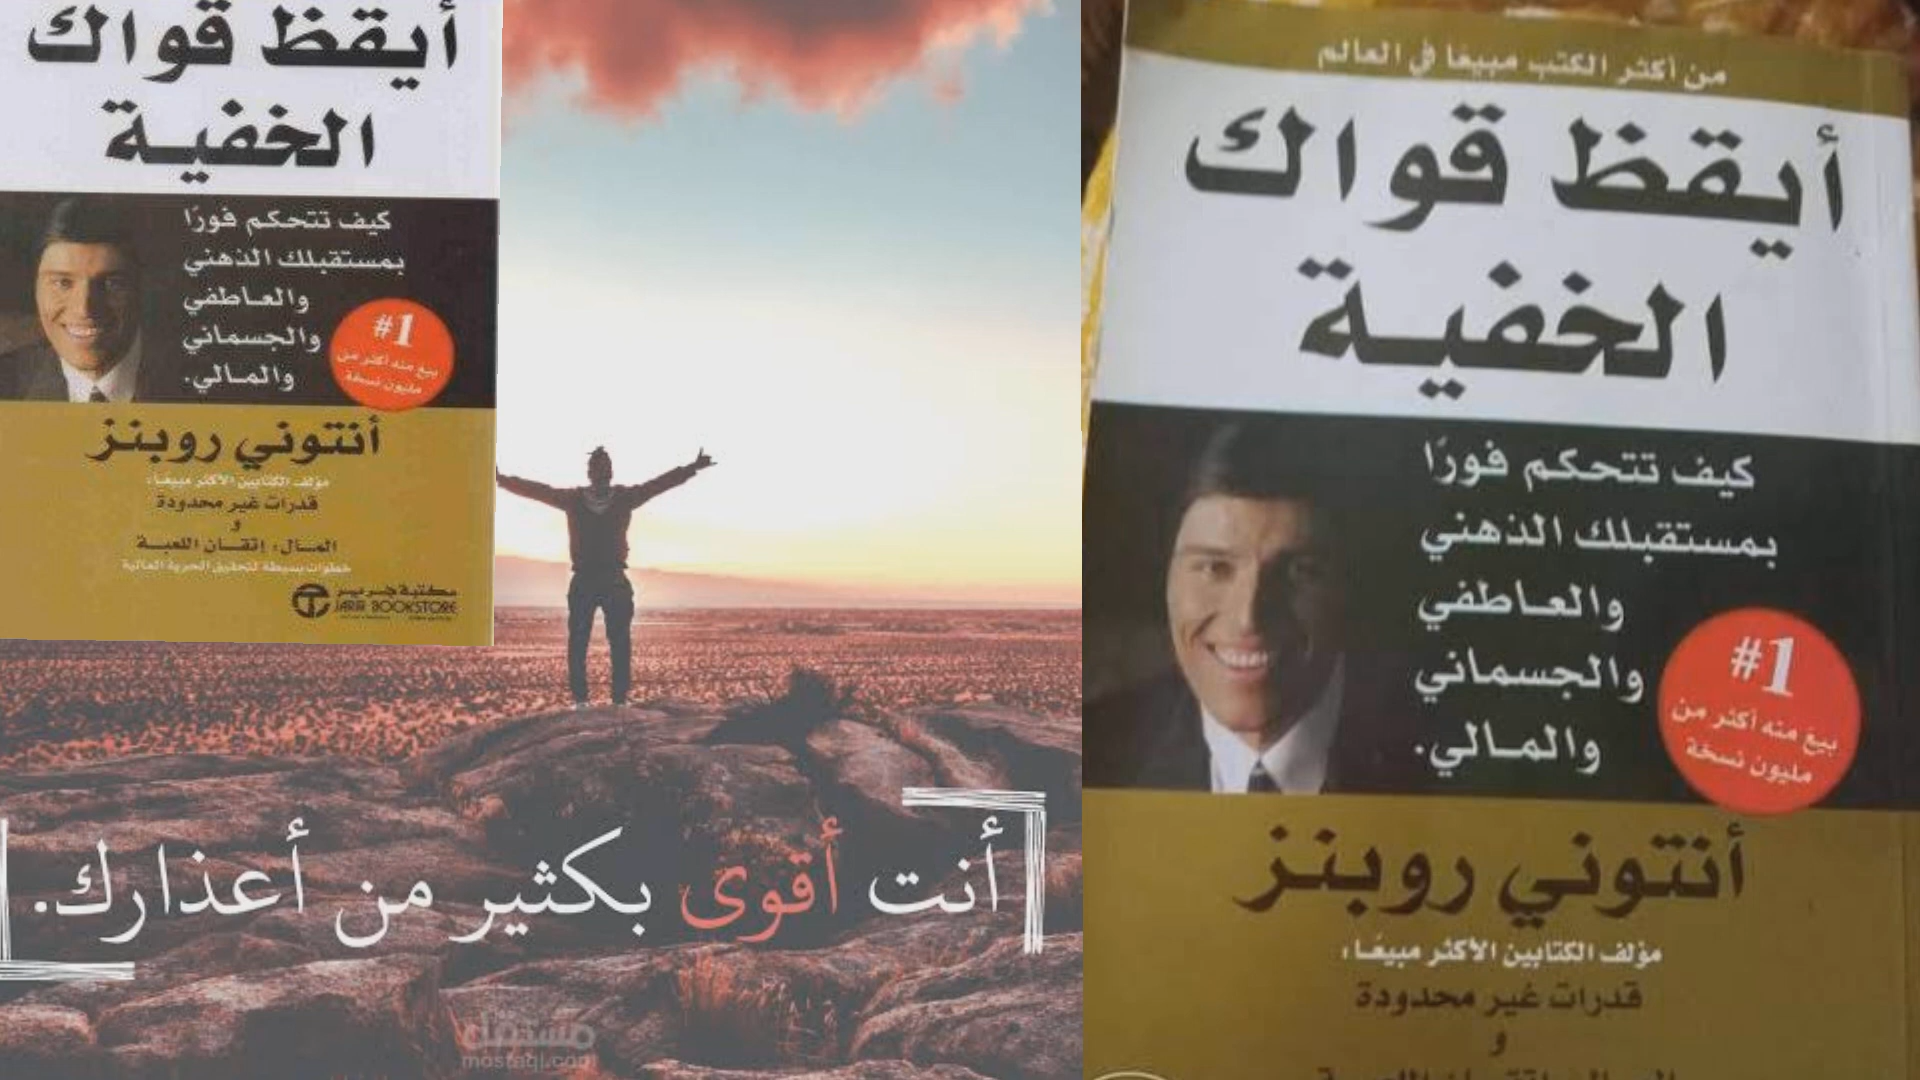 أيقظ قواك
الخفية
كيف تتحكم فورًا
بمستقبلك الذهني
والعاطفي
والجسماني
والمالي.
#1
بيع منه أكثر من
مليون نسخة
أنتوني روبنز
مؤلف الكتابين الأكثر مبيعا:
قدرات غير محدودة
و
المال: إتقان اللعبة
خطوات بسيطة لتحقيق الحرية المالية
مكتبة جرير
JARIR BOOKSTORE
أنت أقوى بكثير من أعذارك.
مستقل
mostaql.com
من أكثر الكتب مبيعا في العالم
أيقظ قواك
الخفية
كيف تتحكم فورًا
بمستقبلك الذهني
والعاطفي
والجسماني
والمالي.
#1
بيع منه أكثر من
مليون نسخة
أنتوني روبنز
مؤلف الكتابين الأكثر مبيعًا:
قدرات غير محدودة
و